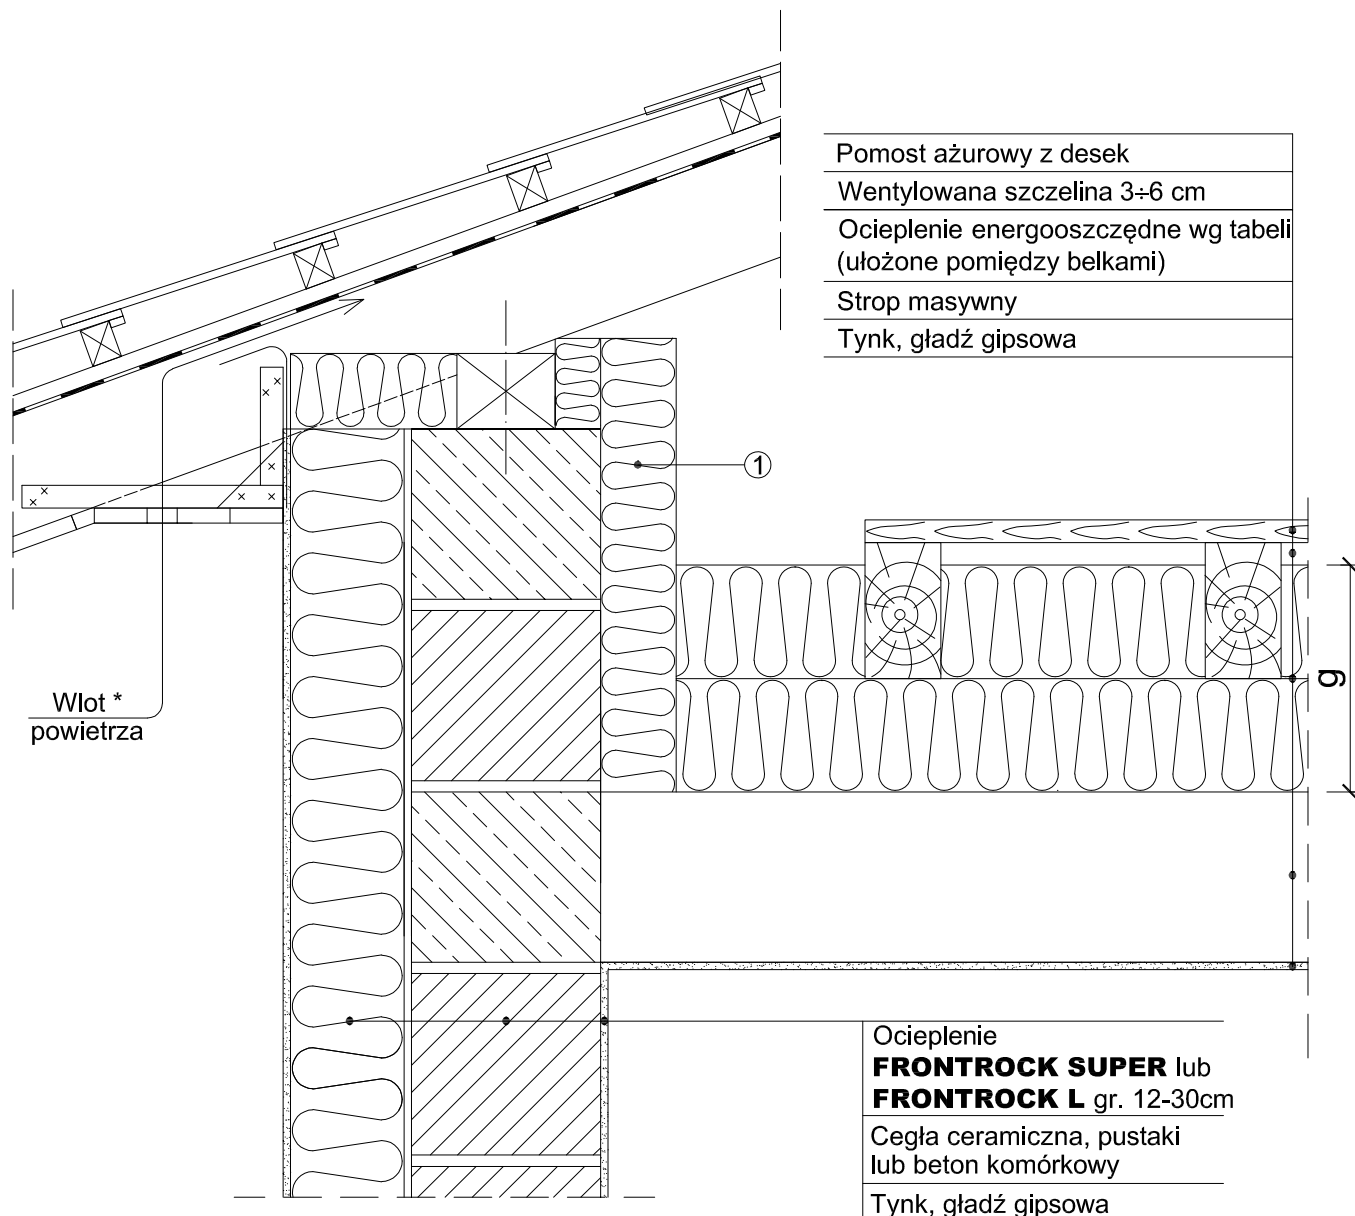 Pomost ażurowy z desek
Wentylowana szczelina 3÷6 cm
Ocieplenie energooszczędne wg tabeli
(ułożone pomiędzy belkami)
Strop masywny
Tynk, gładź gipsowa
1
g
Wlot *
powietrza
Ocieplenie
FRONTROCK SUPER lub
FRONTROCK L gr. 12-30cm
Cegła ceramiczna, pustaki
lub beton komórkowy
Tynk, gładź gipsowa